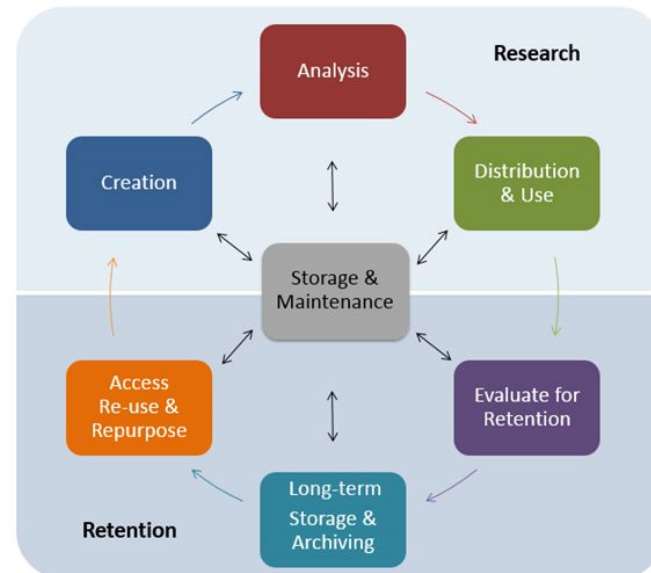 Analysis
Research
Creation
Distribution
& Use
Storage &
Maintenance
Access
Re-use &
Repurpose
Evaluate for
Retention
Long-term
Storage &
Archiving
Retention